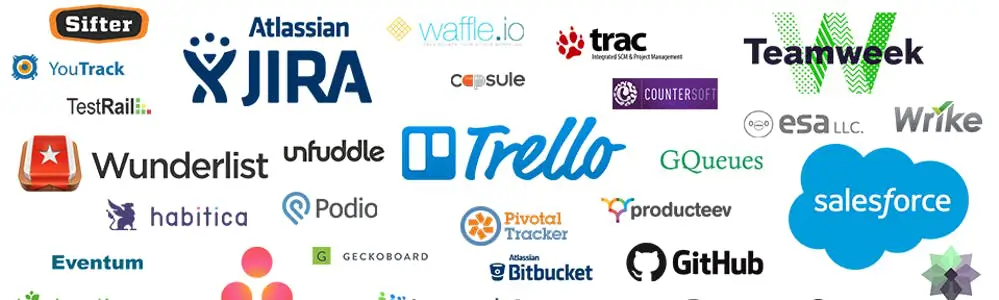 Sifter
Atlassian
JIRA
waffle.io
trac
Integrated SCM & Project Management
Teamweek
YouTrack
capsule
COUNTERSOFT
TestRail
esa LLC.
Wrike
Wunderlist
unfuddle
Trello
GQueues
salesforce
habitica
Podio
Pivotal
Tracker
producteev
Eventum
G GECKOBOARD
Atlassian
Bitbucket
GitHub